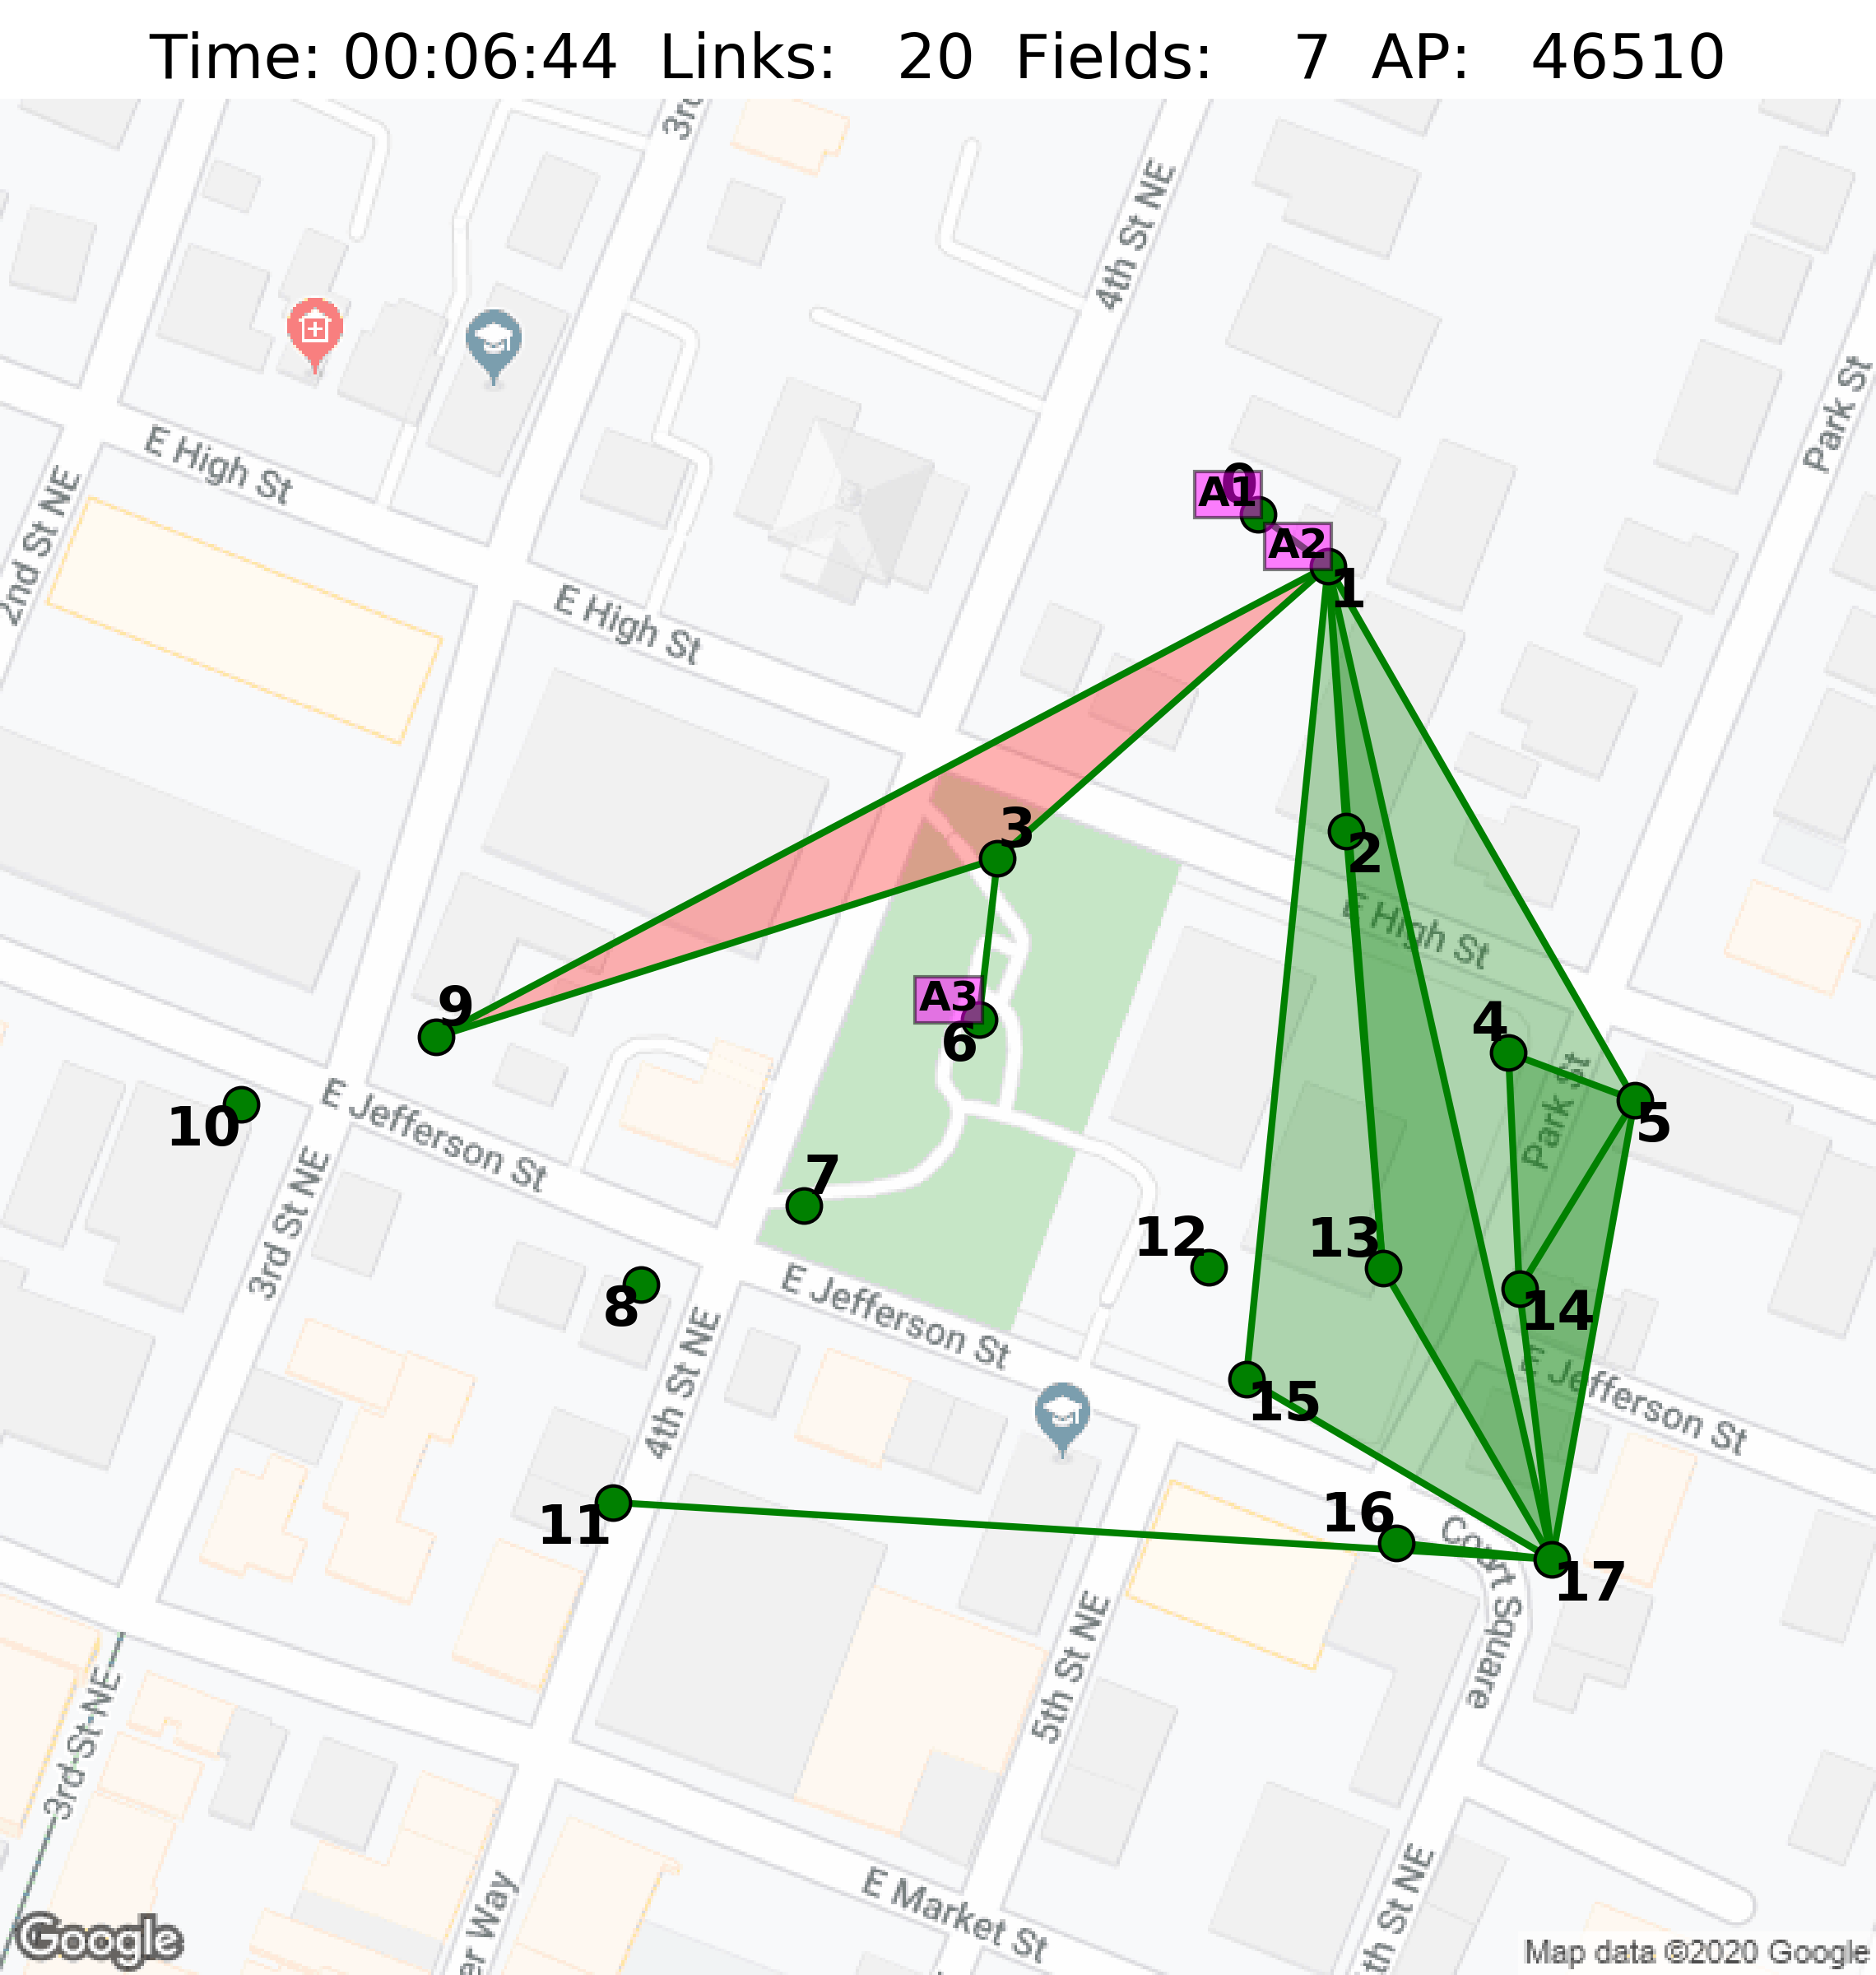 Time: 00:06:44 Links: 20 Fields: 7 AP: 46510
4th St NE
Park St
E High St
2nd St NE
0
A1
A2
1
E High St
3
2
E High St
A3
6
9
4
5
Park St
10
E Jefferson St
3rd St NE
7
12
13
14
8
E Jefferson St
E Jefferson St
4th St NE
15
16
11
17
Court Square
5th St NE
3rd St NE
E Market St
er Way
th St NE
Google
Map data ©2020 Google